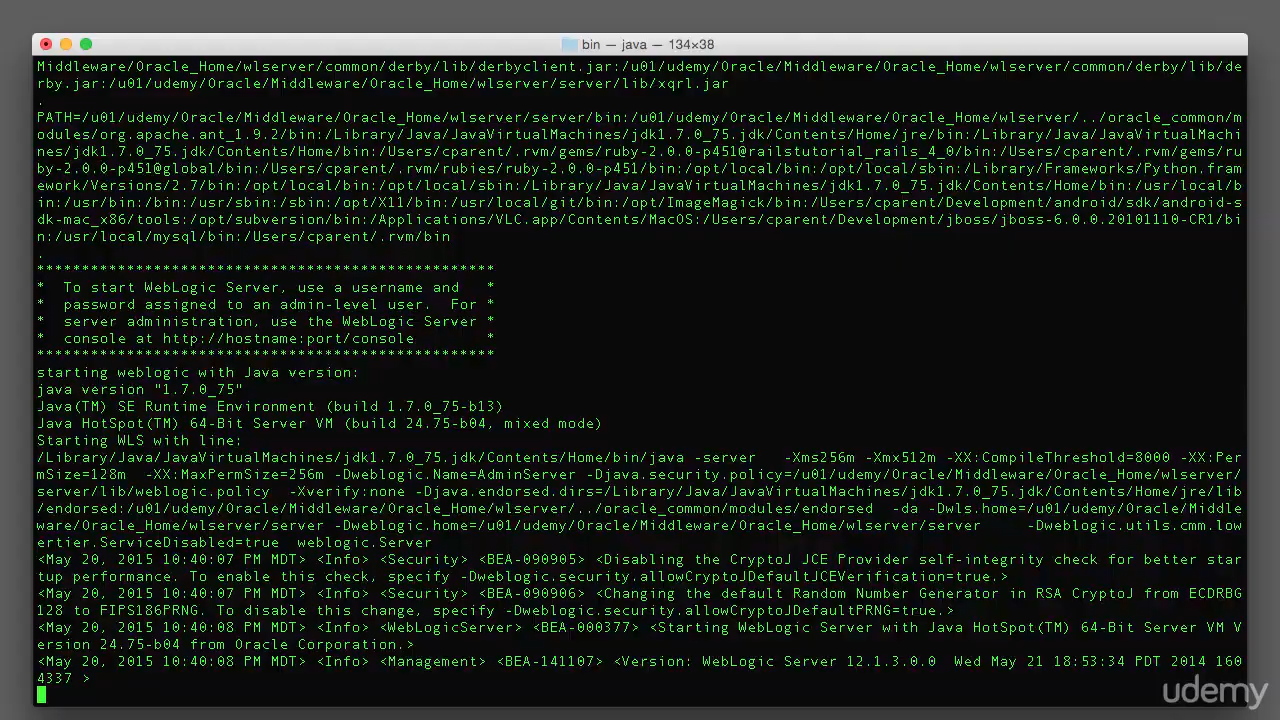 bin — java — 134×38
Middleware/Oracle_Home/wlserver/common/derby/lib/derbyclient.jar:/u01/udemy/Oracle/Middleware/Oracle_Home/wlserver/common/derby/lib/de
rby.jar:/u01/udemy/Oracle/Middleware/Oracle_Home/wlserver/server/lib/xqrl.jar
.
PATH=/u01/udemy/Oracle/Middleware/Oracle_Home/wlserver/server/bin:/u01/udemy/Oracle/Middleware/Oracle_Home/wlserver/../oracle_common/m
odules/org.apache.ant_1.9.2/bin:/Library/Java/JavaVirtualMachines/jdk1.7.0_75.jdk/Contents/Home/jre/bin:/Library/Java/JavaVirtualMachi
nes/jdk1.7.0_75.jdk/Contents/Home/bin:/Users/cparent/.rvm/gems/ruby-2.0.0-p451@railstutorial_rails_4_0/bin:/Users/cparent/.rvm/gems/ru
by-2.0.0-p451@global/bin:/Users/cparent/.rvm/rubies/ruby-2.0.0-p451/bin:/opt/local/bin:/opt/local/sbin:/Library/Frameworks/Python.fram
ework/Versions/2.7/bin:/opt/local/bin:/opt/local/sbin:/Library/Java/JavaVirtualMachines/jdk1.7.0_75.jdk/Contents/Home/bin:/usr/local/b
in:/usr/bin:/bin:/usr/sbin:/sbin:/opt/X11/bin:/usr/local/git/bin:/opt/ImageMagick/bin:/Users/cparent/Development/android/sdk/android-s
dk-mac_x86/tools:/opt/subversion/bin:/Applications/VLC.app/Contents/MacOS:/Users/cparent/Development/jboss/jboss-6.0.0.20101110-CR1/bi
n:/usr/local/mysql/bin:/Users/cparent/.rvm/bin
.
***************************************************
*  To start WebLogic Server, use a username and   *
*  password assigned to an admin-level user.  For *
*  server administration, use the WebLogic Server *
*  console at http://hostname:port/console        *
***************************************************
starting weblogic with Java version:
java version "1.7.0_75"
Java(TM) SE Runtime Environment (build 1.7.0_75-b13)
Java HotSpot(TM) 64-Bit Server VM (build 24.75-b04, mixed mode)
Starting WLS with line:
/Library/Java/JavaVirtualMachines/jdk1.7.0_75.jdk/Contents/Home/bin/java -server   -Xms256m -Xmx512m -XX:CompileThreshold=8000 -XX:Per
mSize=128m  -XX:MaxPermSize=256m -Dweblogic.Name=AdminServer -Djava.security.policy=/u01/udemy/Oracle/Middleware/Oracle_Home/wlserver/
server/lib/weblogic.policy  -Xverify:none -Djava.endorsed.dirs=/Library/Java/JavaVirtualMachines/jdk1.7.0_75.jdk/Contents/Home/jre/lib
/endorsed:/u01/udemy/Oracle/Middleware/Oracle_Home/wlserver/../oracle_common/modules/endorsed  -da -Dwls.home=/u01/udemy/Oracle/Middle
ware/Oracle_Home/wlserver/server -Dweblogic.home=/u01/udemy/Oracle/Middleware/Oracle_Home/wlserver/server     -Dweblogic.utils.cmm.low
ertier.ServiceDisabled=true  weblogic.Server
<May 20, 2015 10:40:07 PM MDT> <Info> <Security> <BEA-090905> <Disabling the CryptoJ JCE Provider self-integrity check for better star
tup performance. To enable this check, specify -Dweblogic.security.allowCryptoJDefaultJCEVerification=true.>
<May 20, 2015 10:40:07 PM MDT> <Info> <Security> <BEA-090906> <Changing the default Random Number Generator in RSA CryptoJ from ECDRBG
128 to FIPS186PRNG. To disable this change, specify -Dweblogic.security.allowCryptoJDefaultPRNG=true.>
<May 20, 2015 10:40:08 PM MDT> <Info> <WebLogicServer> <BEA-000377> <Starting WebLogic Server with Java HotSpot(TM) 64-Bit Server VM V
ersion 24.75-b04 from Oracle Corporation.>
<May 20, 2015 10:40:08 PM MDT> <Info> <Management> <BEA-141107> <Version: WebLogic Server 12.1.3.0.0  Wed May 21 18:53:34 PDT 2014 160
4337 >
udemy